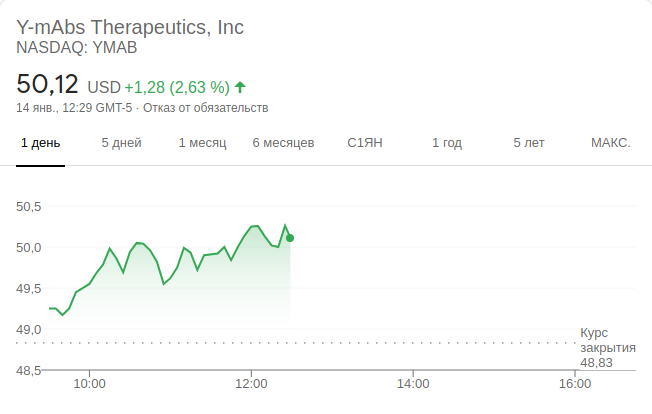 Y-mAbs Therapeutics, Inc
NASDAQ: YMAB
50,12 USD +1,28 (2,63 %)
14 янв., 12:29 GMT-5 · Отказ от обязательств
1 день 5 дней 1 месяц 6 месяцев С1ЯН 1 год 5 лет МАКС.
50,5
50,0
49,5
49,0
Курс
закрытия
48,83
48,5
10:00 12:00 14:00 16:00